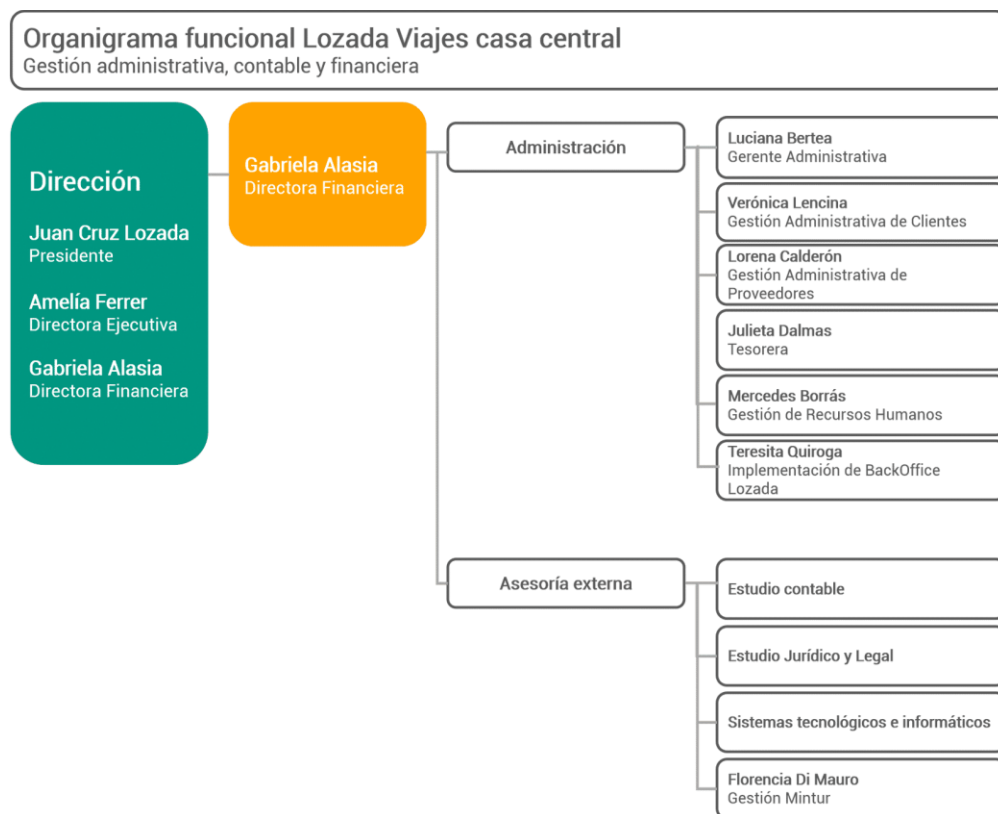 Organigrama funcional Lozada Viajes casa central
Gestión administrativa, contable y financiera
Dirección
Juan Cruz Lozada
Presidente
Amelía Ferrer
Directora Ejecutiva
Gabriela Alasia
Directora Financiera
Gabriela Alasia
Directora Financiera
Administración
Luciana Bertea
Gerente Administrativa
Verónica Lencina
Gestión Administrativa de Clientes
Lorena Calderón
Gestión Administrativa de
Proveedores
Julieta Dalmas
Tesorera
Mercedes Borrás
Gestión de Recursos Humanos
Teresita Quiroga
Implementación de BackOffice
Lozada
Asesoría externa
Estudio contable
Estudio Jurídico y Legal
Sistemas tecnológicos e informáticos
Florencia Di Mauro
Gestión Mintur